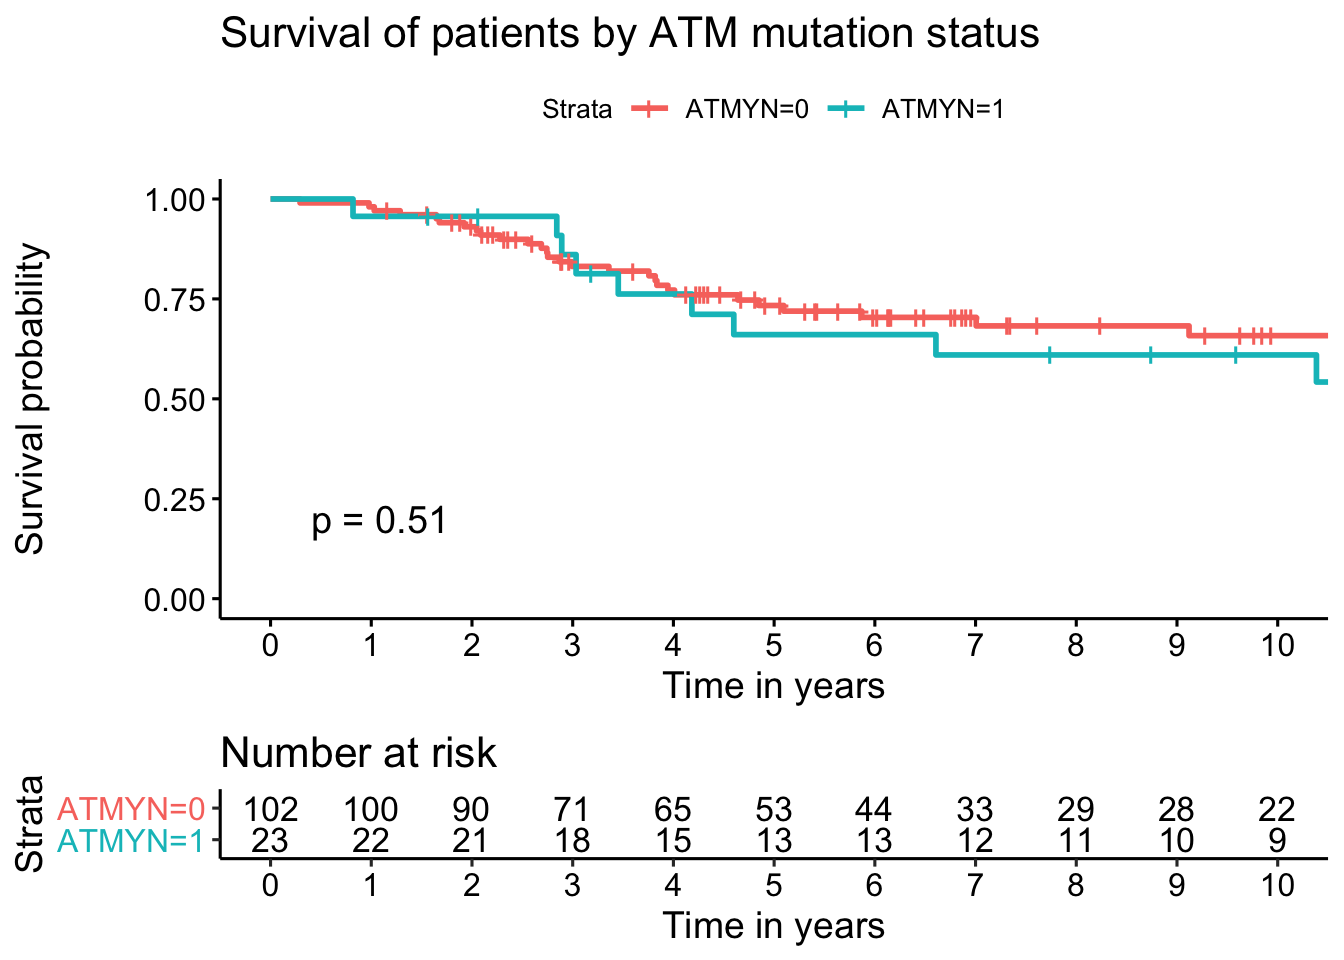 Survival of patients by ATM mutation status
Strata ATMYN=0 ATMYN=1
Survival probability
1.00
0.75
0.50
0.25
0.00
p = 0.51
0 1 2 3 4 5 6 7 8 9 10
Time in years
Number at risk
Strata
ATMYN=0 102 100 90 71 65 53 44 33 29 28 22
ATMYN=1 23 22 21 18 15 13 13 12 11 10 9
0 1 2 3 4 5 6 7 8 9 10
Time in years